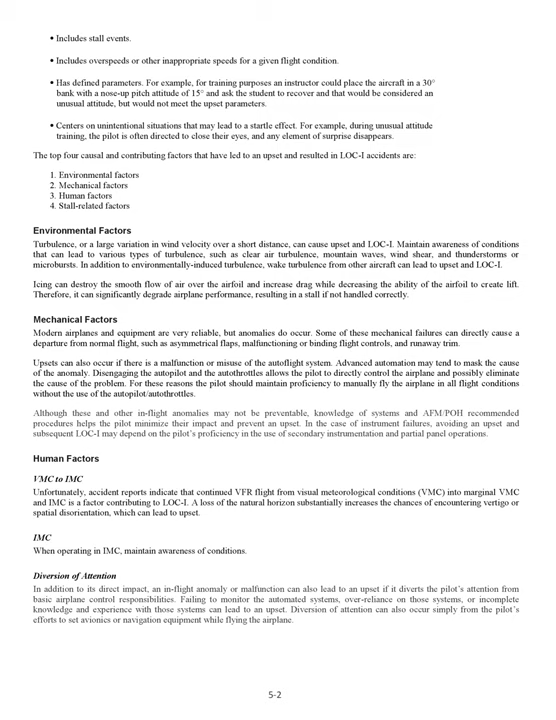 • Includes stall events.
• Includes overspeeds or other inappropriate speeds for a given flight condition.
• Has defined parameters. For example, for training purposes an instructor could place the aircraft in a 30°
bank with a nose-up pitch attitude of 15° and ask the student to recover and that would be considered an
unusual attitude, but would not meet the upset parameters.
• Centers on unintentional situations that may lead to a startle effect. For example, during unusual attitude
training, the pilot is often directed to close their eyes, and any element of surprise disappears.
The top four causal and contributing factors that have led to an upset and resulted in LOC-I accidents are:
1. Environmental factors
2. Mechanical factors
3. Human factors
4. Stall-related factors
Environmental Factors
Turbulence, or a large variation in wind velocity over a short distance, can cause upset and LOC-I. Maintain awareness of conditions
that can lead to various types of turbulence, such as clear air turbulence, mountain waves, wind shear, and thunderstorms or
microbursts. In addition to environmentally-induced turbulence, wake turbulence from other aircraft can lead to upset and LOC-I.
Icing can destroy the smooth flow of air over the airfoil and increase drag while decreasing the ability of the airfoil to create lift.
Therefore, it can significantly degrade airplane performance, resulting in a stall if not handled correctly.
Mechanical Factors
Modern airplanes and equipment are very reliable, but anomalies do occur. Some of these mechanical failures can directly cause a
departure from normal flight, such as asymmetrical flaps, malfunctioning or binding flight controls, and runaway trim.
Upsets can also occur if there is a malfunction or misuse of the autoflight system. Advanced automation may tend to mask the cause
of the anomaly. Disengaging the autopilot and the autothrottles allows the pilot to directly control the airplane and possibly eliminate
the cause of the problem. For these reasons the pilot should maintain proficiency to manually fly the airplane in all flight conditions
without the use of the autopilot/autothrottles.
Although these and other in-flight anomalies may not be preventable, knowledge of systems and AFM/POH recommended
procedures helps the pilot minimize their impact and prevent an upset. In the case of instrument failures, avoiding an upset and
subsequent LOC-I may depend on the pilot's proficiency in the use of secondary instrumentation and partial panel operations.
Human Factors
VMC to IMC
Unfortunately, accident reports indicate that continued VFR flight from visual meteorological conditions (VMC) into marginal VMC
and IMC is a factor contributing to LOC-I. A loss of the natural horizon substantially increases the chances of encountering vertigo or
spatial disorientation, which can lead to upset.
IMC
When operating in IMC, maintain awareness of conditions.
Diversion of Attention
In addition to its direct impact, an in-flight anomaly or malfunction can also lead to an upset if it diverts the pilot's attention from
basic airplane control responsibilities. Failing to monitor the automated systems, over-reliance on those systems, or incomplete
knowledge and experience with those systems can lead to an upset. Diversion of attention can also occur simply from the pilot's
efforts to set avionics or navigation equipment while flying the airplane.
5-2